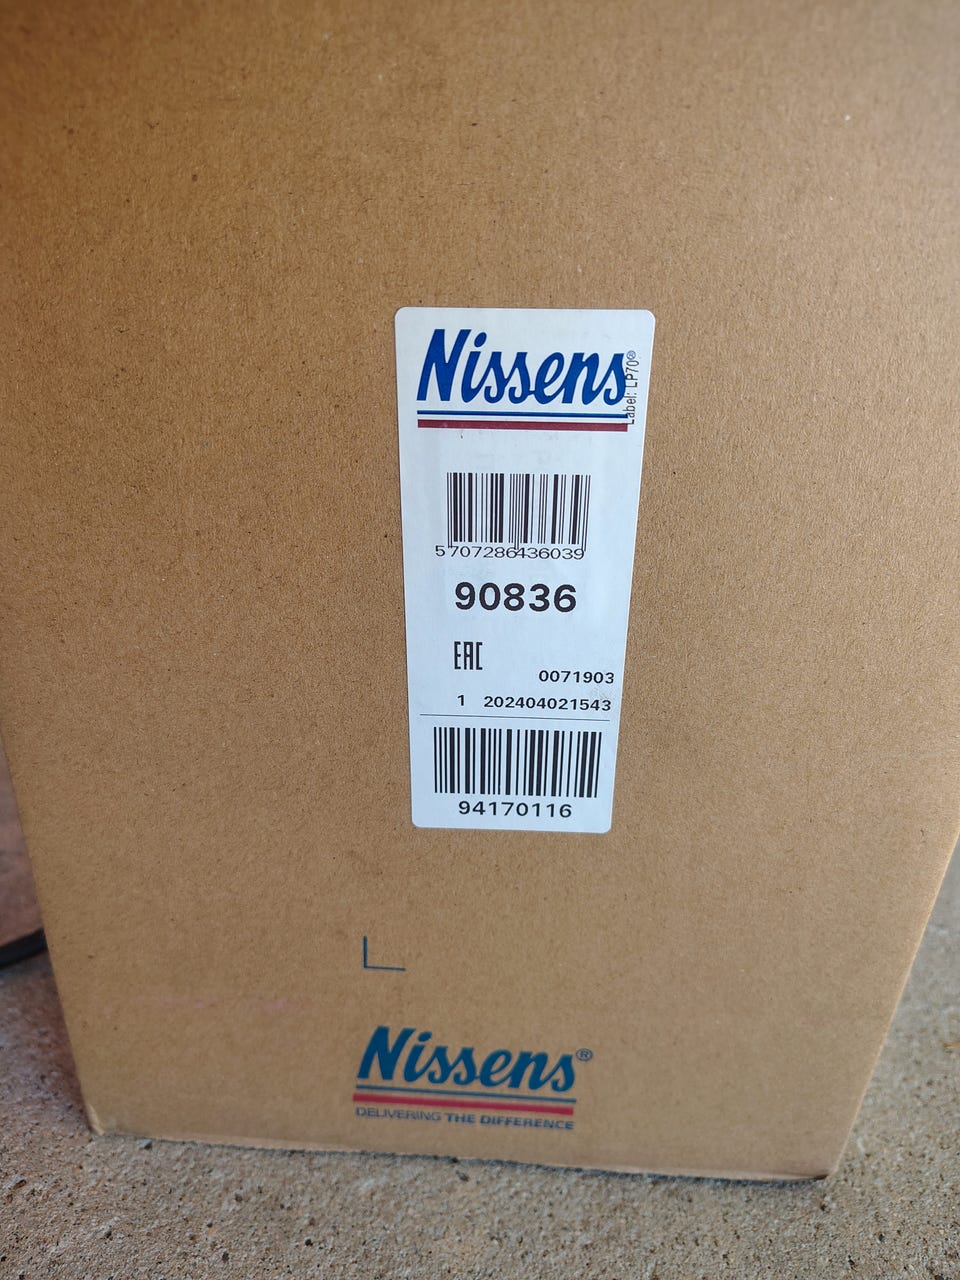 Nissens
Label: LP70®
5707286436039
90836
EAC
0071903
1 202404021543
94170116
Nissens®
DELIVERING THE DIFFERENCE